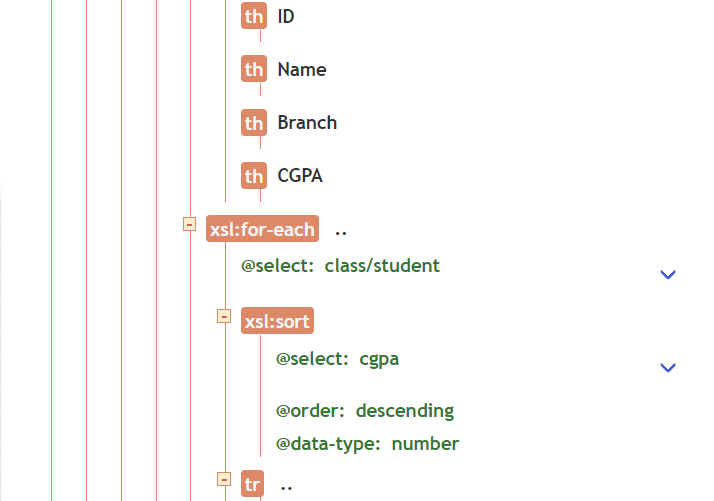 th ID
th Name
th Branch
th CGPA
xsl:for-each ..
@select: class/student
xsl:sort
@select: cgpa
@order: descending
@data-type: number
tr ..